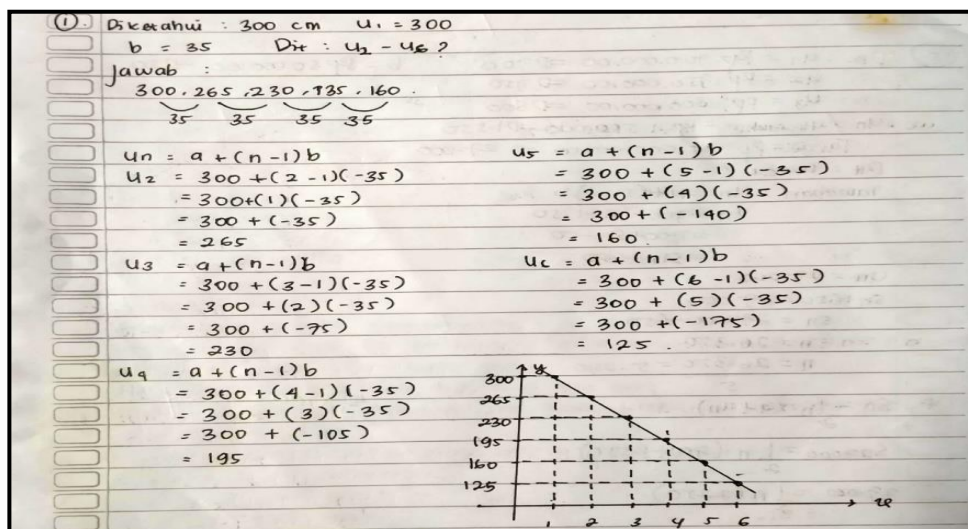 1. Diketahui : 300 cm U1 = 300
b = 35 Dit : U2 - U6 ?
Jawab :
300, 265, 230, 195, 160.
35 35 35 35
Un = a + (n-1)b
U2 = 300 + (2-1)(-35)
= 300+(1)(-35)
= 300 + (-35)
= 265
U3 = a + (n-1)b
= 300 + (3-1)(-35)
= 300 + (2)(-35)
= 300 + (-75)
= 230
U4 = a + (n-1)b
= 300 + (4-1)(-35)
= 300 + (3)(-35)
= 300 + (-105)
= 195
U5 = a + (n-1)b
= 300 + (5-1)(-35)
= 300 + (4)(-35)
= 300 + (-140)
= 160.
U6 = a + (n-1)b
= 300 + (6-1)(-35)
= 300 + (5)(-35)
= 300 + (-175)
= 125.
y
300
265
230
195
160
125
1 2 3 4 5 6
x